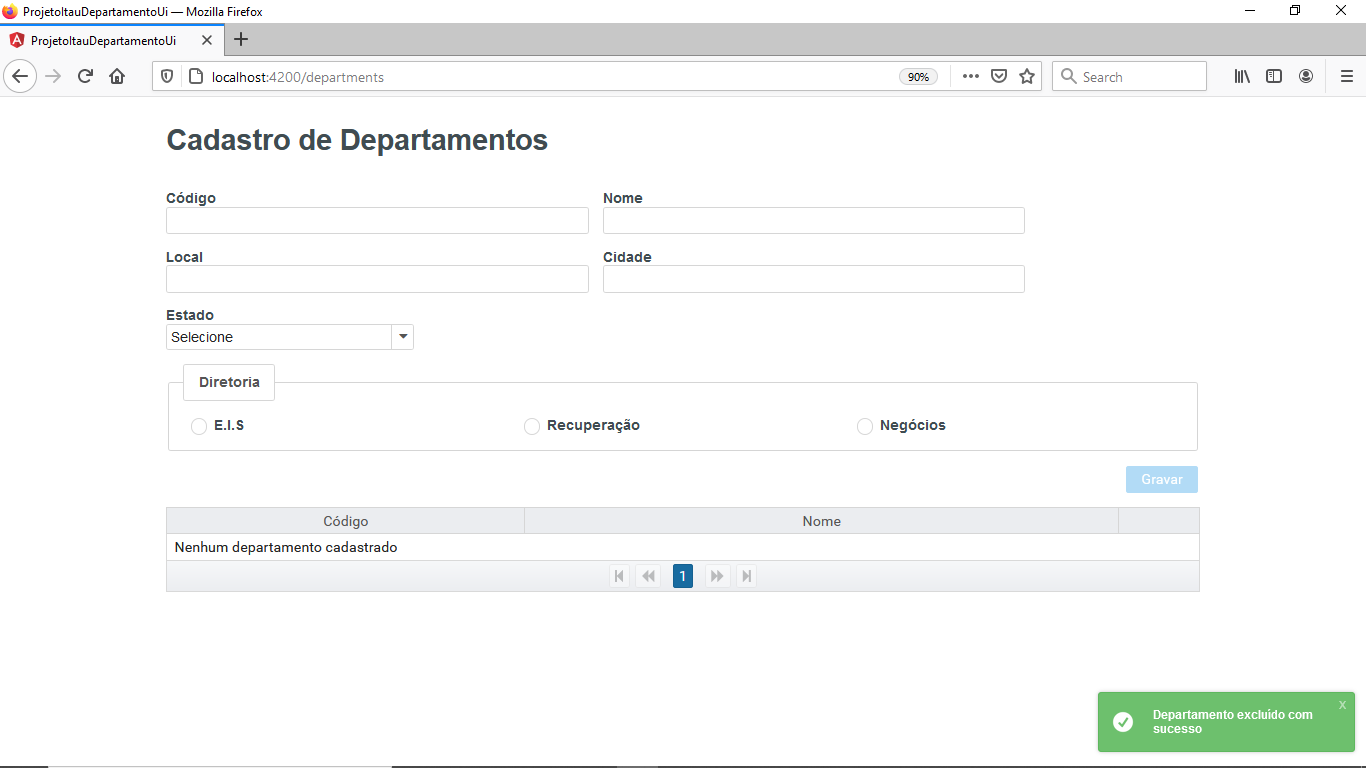 ProjetoItauDepartamentoUi — Mozilla Firefox
ProjetoItauDepartamentoUi
localhost:4200/departments
90%
Search
Cadastro de Departamentos
Código Nome
Local Cidade
Estado
Selecione
Diretoria
E.I.S Recuperação Negócios
Gravar
Código Nome
Nenhum departamento cadastrado
1
x
Departamento excluido com
sucesso